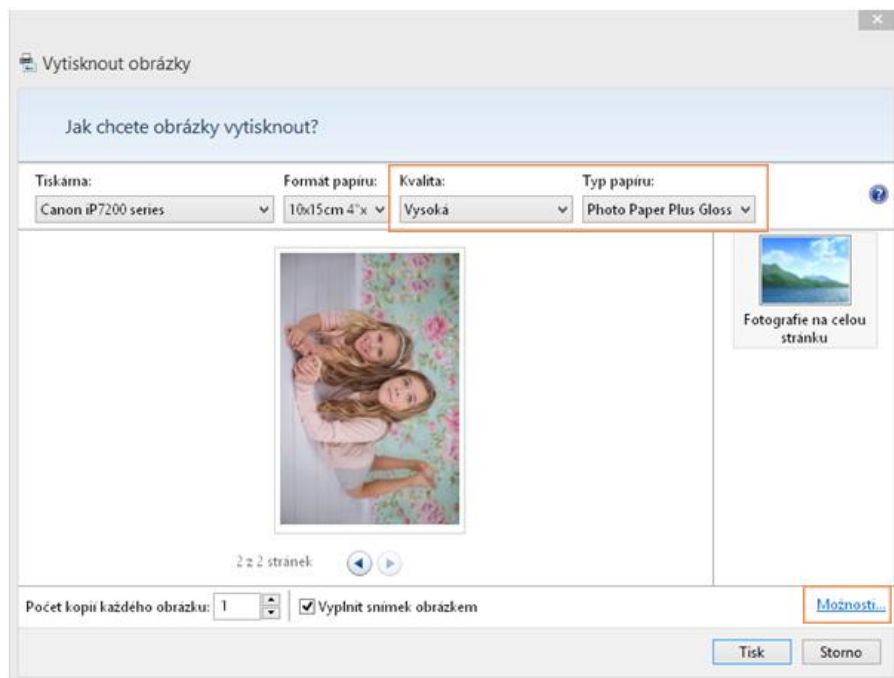 Vytisknout obrázky
Jak chcete obrázky vytisknout?
Tiskárna: Formát papíru: Kvalita: Typ papíru:
Canon iP7200 series 10x15cm 4"x Vysoká Photo Paper Plus Gloss
Fotografie na celou
stránku
2 z 2 stránek
Počet kopií každého obrázku: 1 Vyplnit snímek obrázkem Možnosti...
Tisk Storno